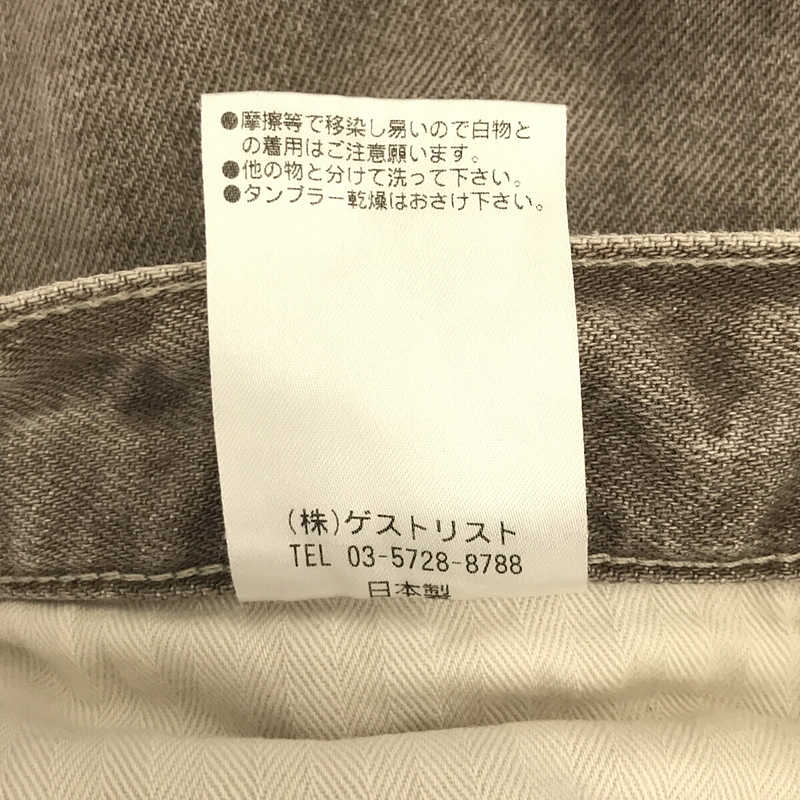 ●摩擦等で移染し易いので白物と
の着用はご注意願います。
●他の物と分けて洗って下さい。
●タンブラー乾燥はおさけ下さい。
(株)ゲストリスト
TEL 03-5728-8788
日本製